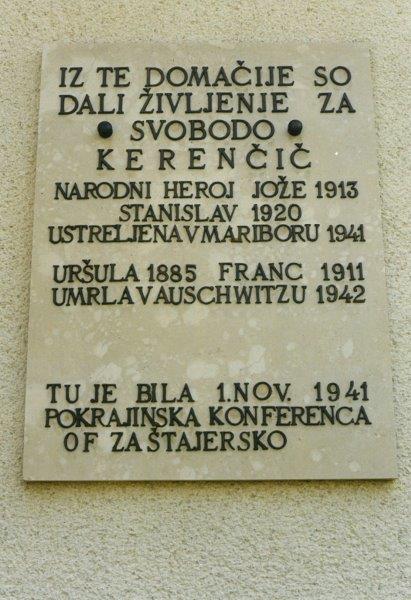 IZ TE DOMAČIJE SO
DALI ŽIVLJENJE ZA
SVOBODO
KERENČIČ
NARODNI HEROJ JOŽE 1913
STANISLAV 1920
USTRELJENA V MARIBORU 1941
URŠULA 1885 FRANC 1911
UMRLA V AUSCHWITZU 1942
TU JE BILA 1. NOV. 1941
POKRAJINSKA KONFERENCA
OF ZA ŠTAJERSKO